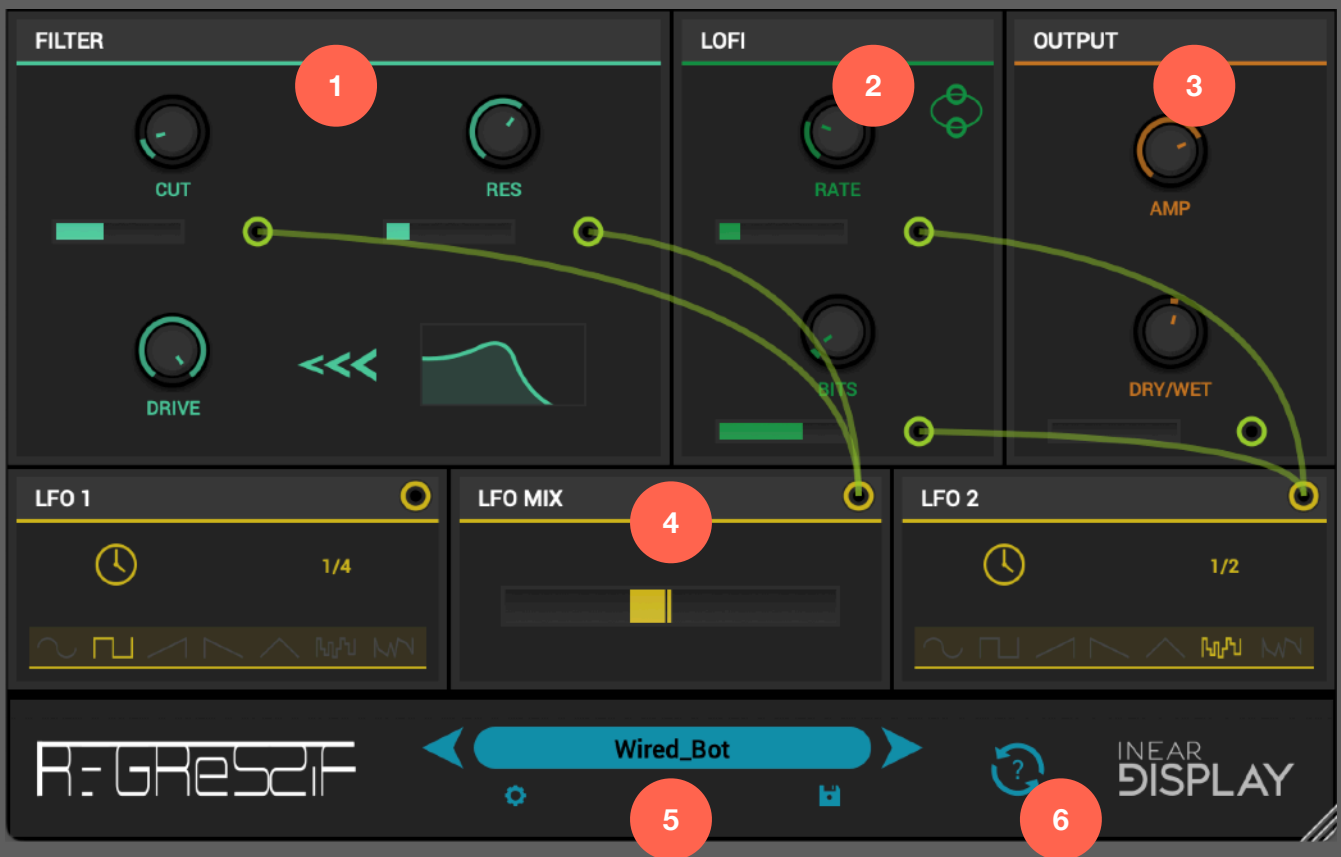 FILTER
1
CUT
RES
DRIVE
LOFI
2
RATE
BITS
OUTPUT
3
AMP
DRY/WET
LFO 1
1/4
LFO MIX
4
LFO 2
1/2
REGRESSIF
Wired_Bot
5
?
6
INEAR
DISPLAY